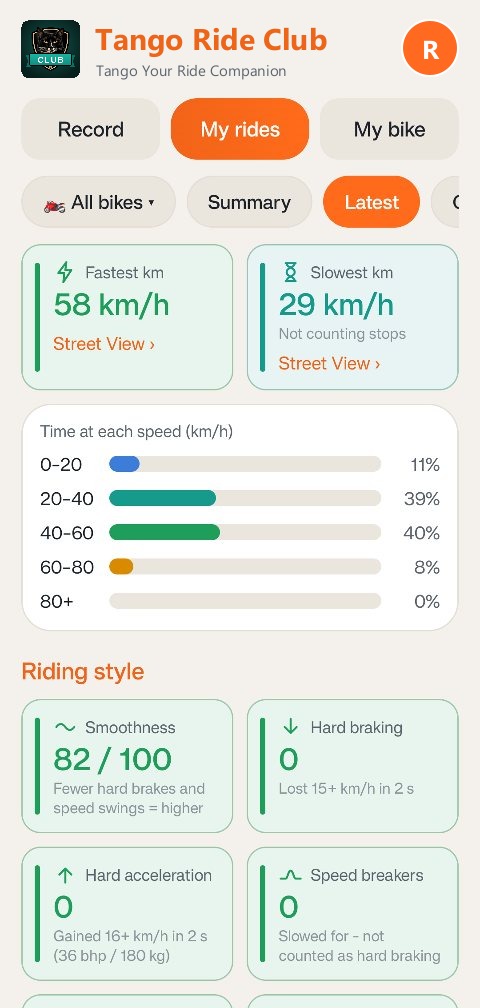 CLUB
Tango Ride Club
Tango Your Ride Companion
R
Record
My rides
My bike
All bikes
Summary
Latest
Fastest km
58 km/h
Street View ›
Slowest km
29 km/h
Not counting stops
Street View ›
Time at each speed (km/h)
0-20 11%
20-40 39%
40-60 40%
60-80 8%
80+ 0%
Riding style
Smoothness
82 / 100
Fewer hard brakes and
speed swings = higher
Hard braking
0
Lost 15+ km/h in 2 s
Hard acceleration
0
Gained 16+ km/h in 2 s
(36 bhp / 180 kg)
Speed breakers
0
Slowed for - not
counted as hard braking